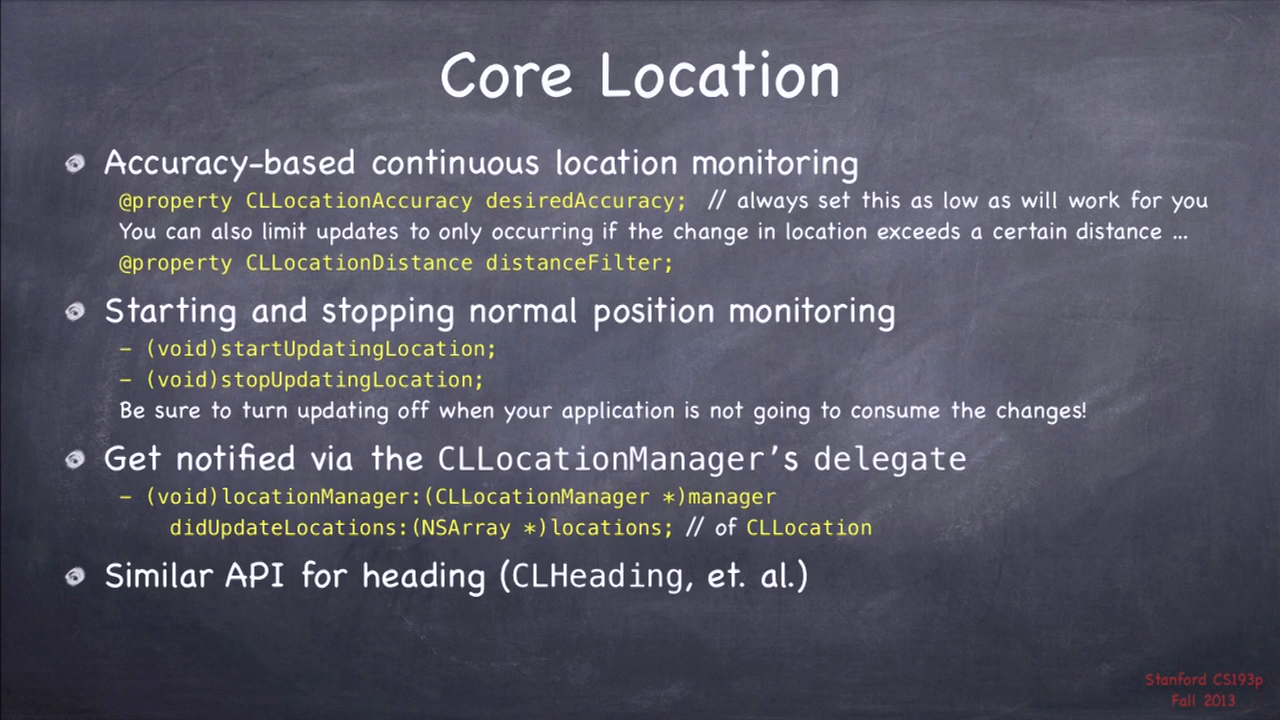 Core Location
Accuracy-based continuous location monitoring
@property CLLocationAccuracy desiredAccuracy; // always set this as low as will work for you
You can also limit updates to only occurring if the change in location exceeds a certain distance ...
@property CLLocationDistance distanceFilter;
Starting and stopping normal position monitoring
- (void)startUpdatingLocation;
- (void)stopUpdatingLocation;
Be sure to turn updating off when your application is not going to consume the changes!
Get notified via the CLLocationManager's delegate
- (void)locationManager:(CLLocationManager *)manager
didUpdateLocations:(NSArray *)locations; // of CLLocation
Similar API for heading (CLHeading, et. al.)
Stanford CS193p
Fall 2013